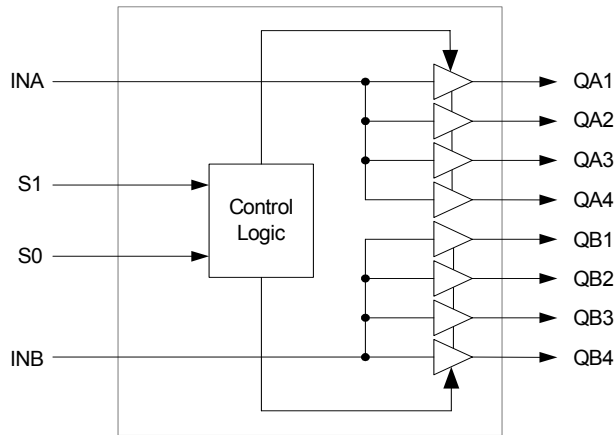 INA
S1
S0
INB
Control
Logic
QA1
QA2
QA3
QA4
QB1
QB2
QB3
QB4